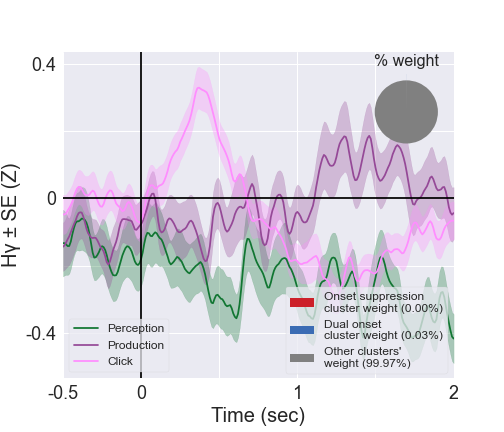 % weight
0.4
0
-0.4
Hγ ± SE (Z)
Perception
Production
Click
Onset suppression
cluster weight (0.00%)
Dual onset
cluster weight (0.03%)
Other clusters'
weight (99.97%)
-0.5
0
1
2
Time (sec)